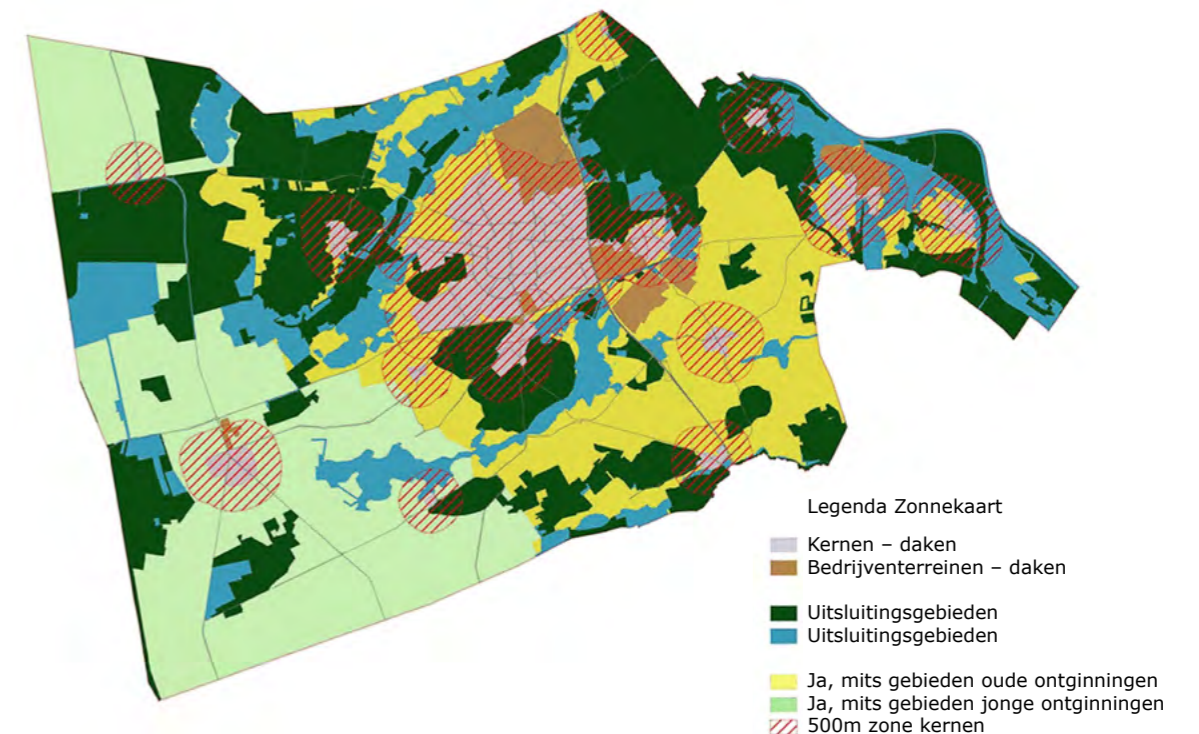 Legenda Zonnekaart
Kernen – daken
Bedrijventerreinen – daken
Uitsluitingsgebieden
Uitsluitingsgebieden
Ja, mits gebieden oude ontginningen
Ja, mits gebieden jonge ontginningen
500m zone kernen